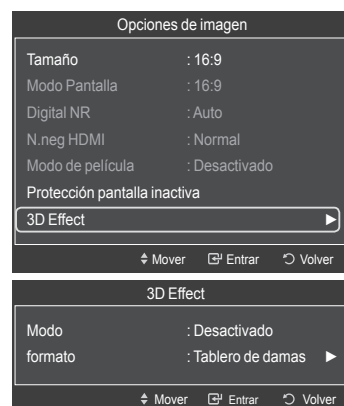 Opciones de imagen
Tamaño : 16:9
Modo Pantalla : 16:9
Digital NR : Auto
N.neg HDMI : Normal
Modo de película : Desactivado
Protección pantalla inactiva
3D Effect ►
Mover Entrar Volver
3D Effect
Modo : Desactivado
formato : Tablero de damas ►
Mover Entrar Volver